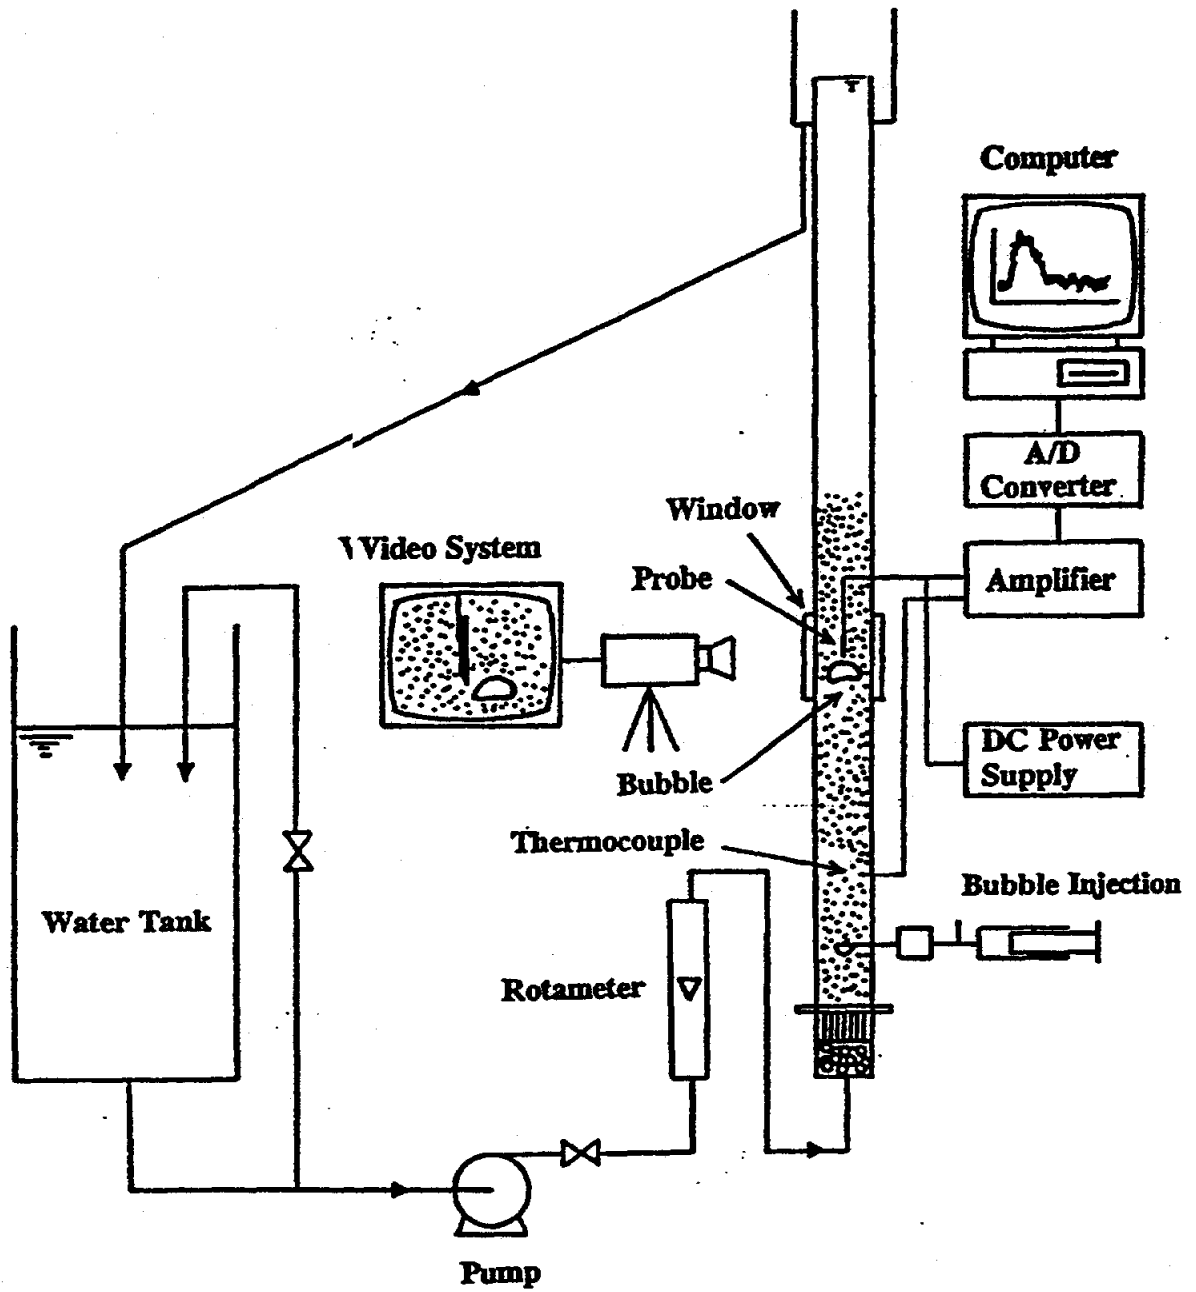 Computer
A/D
Converter
Window
Video System
Probe
Amplifier
DC Power
Supply
Bubble
Thermocouple
Bubble Injection
Water Tank
Rotameter
Pump